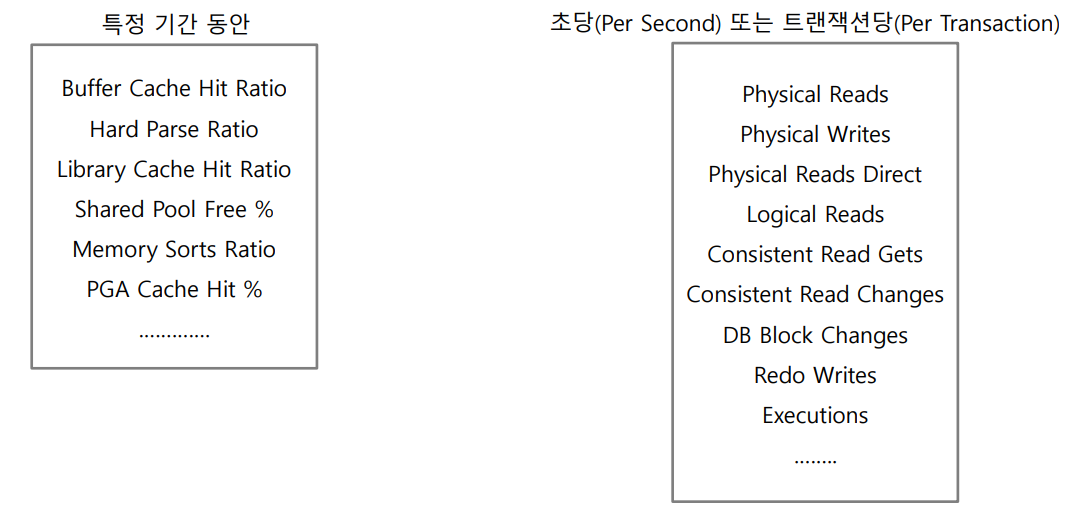 특정 기간 동안
Buffer Cache Hit Ratio
Hard Parse Ratio
Library Cache Hit Ratio
Shared Pool Free %
Memory Sorts Ratio
PGA Cache Hit %
.............
초당(Per Second) 또는 트랜잭션당(Per Transaction)
Physical Reads
Physical Writes
Physical Reads Direct
Logical Reads
Consistent Read Gets
Consistent Read Changes
DB Block Changes
Redo Writes
Executions
........